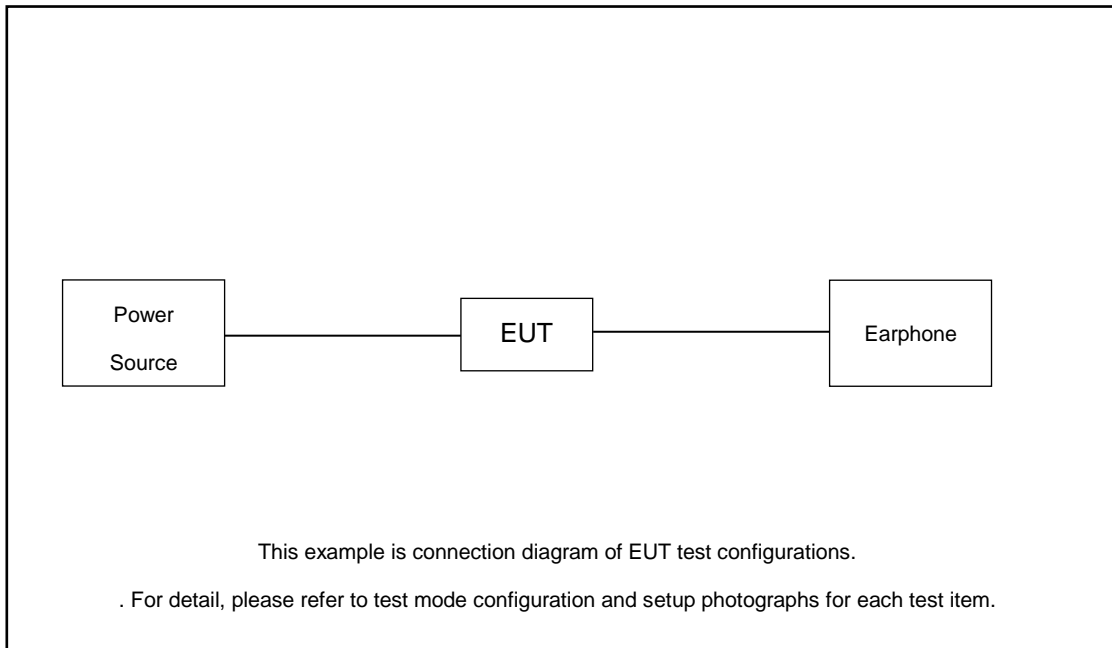 Power
Source
EUT
Earphone
This example is connection diagram of EUT test configurations.
. For detail, please refer to test mode configuration and setup photographs for each test item.